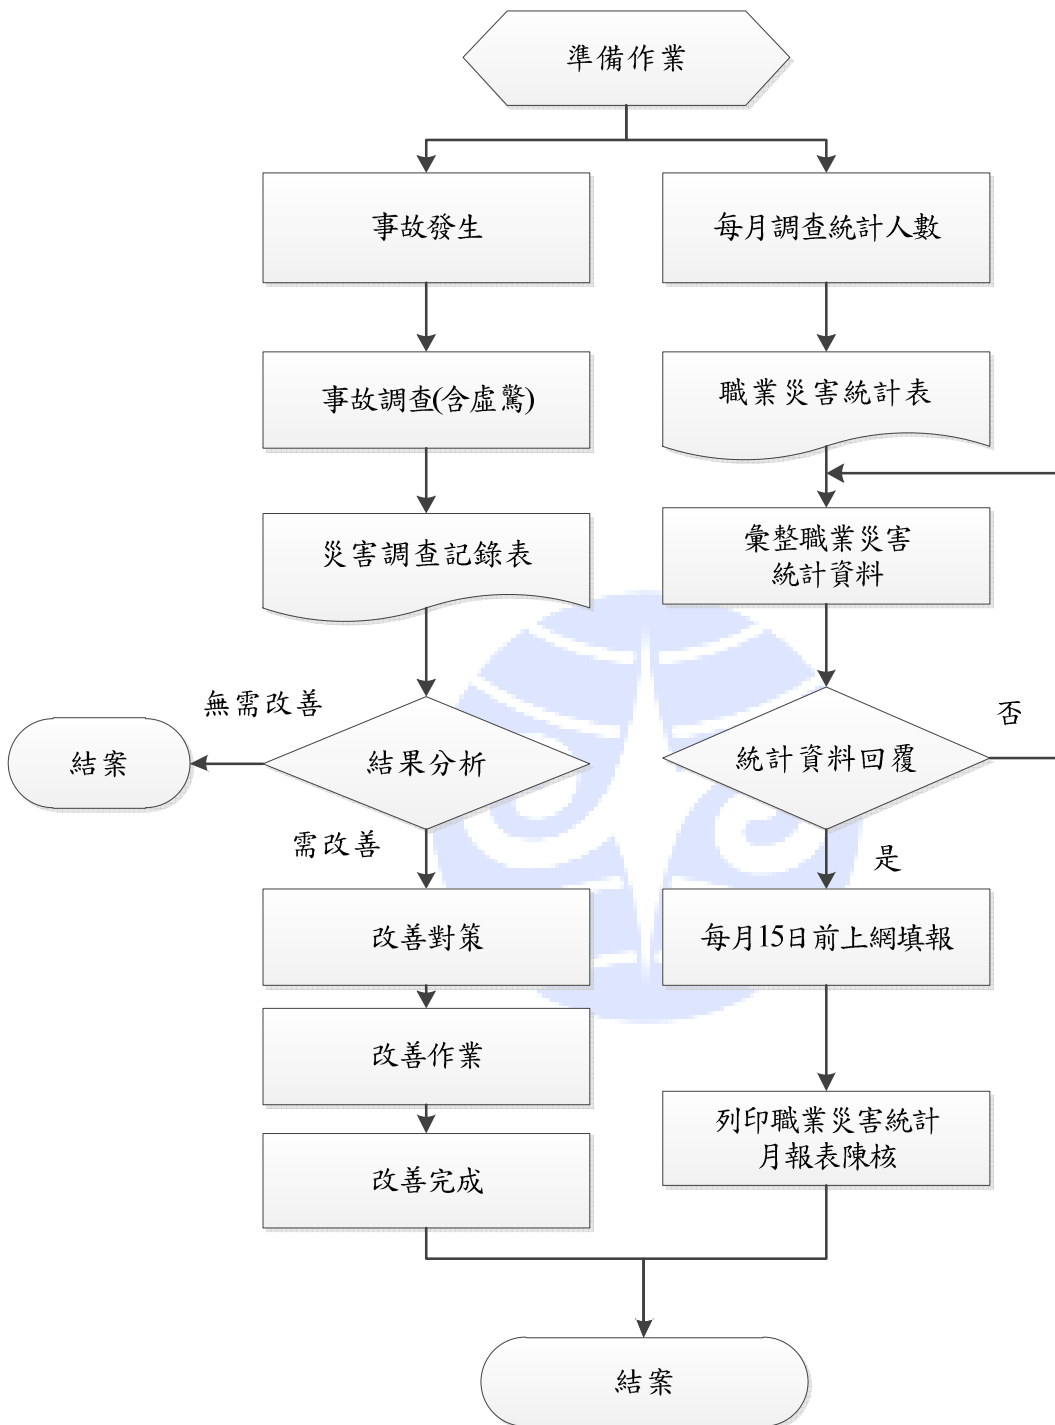 準備作業
事故發生
每月調查統計人數
事故調查(含虛驚)
職業災害統計表
災害調查記錄表
彙整職業災害
統計資料
無需改善
結案
結果分析
統計資料回覆
否
需改善
是
改善對策
每月15日前上網填報
改善作業
列印職業災害統計
月報表陳核
改善完成
結案